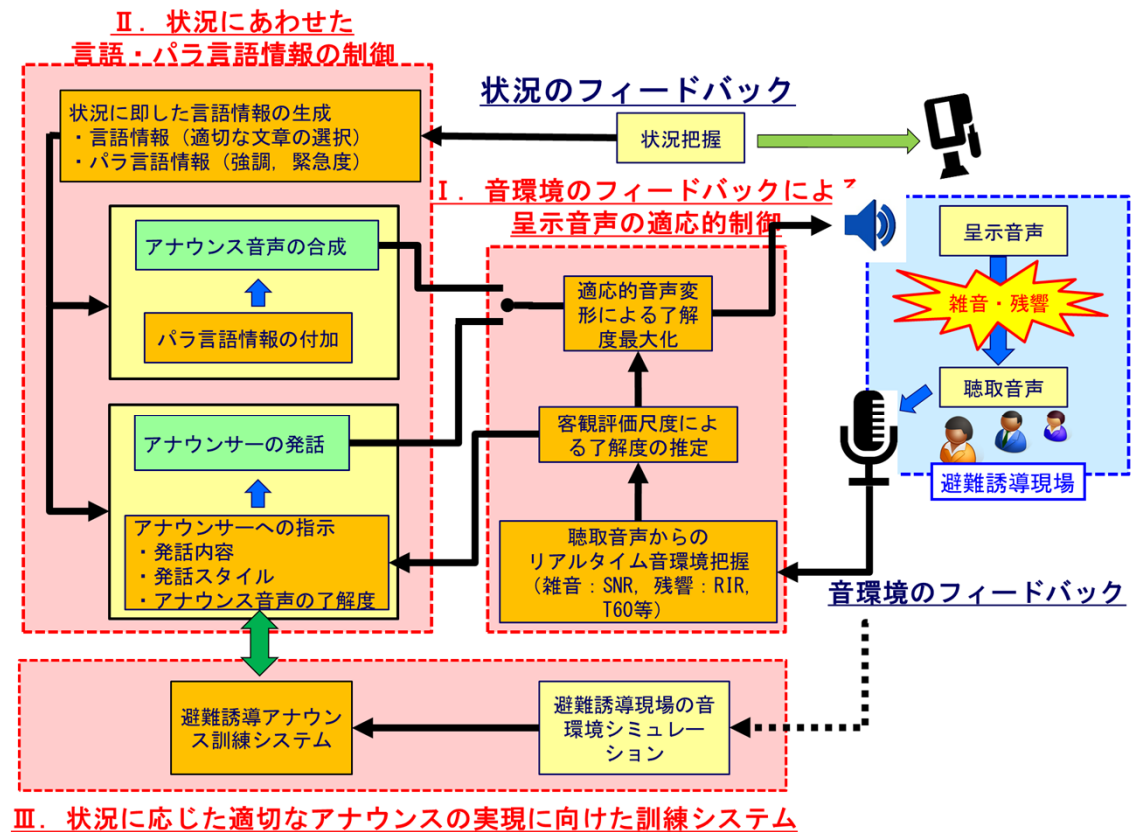 Ⅱ．状況にあわせた
言語・パラ言語情報の制御
状況に即した言語情報の生成
・言語情報（適切な文章の選択）
・パラ言語情報（強調，緊急度）
アナウンス音声の合成
パラ言語情報の付加
アナウンサーの発話
アナウンサーへの指示
・発話内容
・発話スタイル
・アナウンス音声の了解度
状況のフィードバック
状況把握
Ⅰ．音環境のフィードバックによる
呈示音声の適応的制御
適応的音声変
形による了解
度最大化
客観評価尺度によ
る了解度の推定
聴取音声からの
リアルタイム音環境把握
（雑音：SNR, 残響：RIR,
T60等）
呈示音声
雑音・残響
聴取音声
避難誘導現場
音環境のフィードバック
避難誘導アナウン
ス訓練システム
避難誘導現場の音
環境シミュレー
ション
Ⅲ．状況に応じた適切なアナウンスの実現に向けた訓練システム